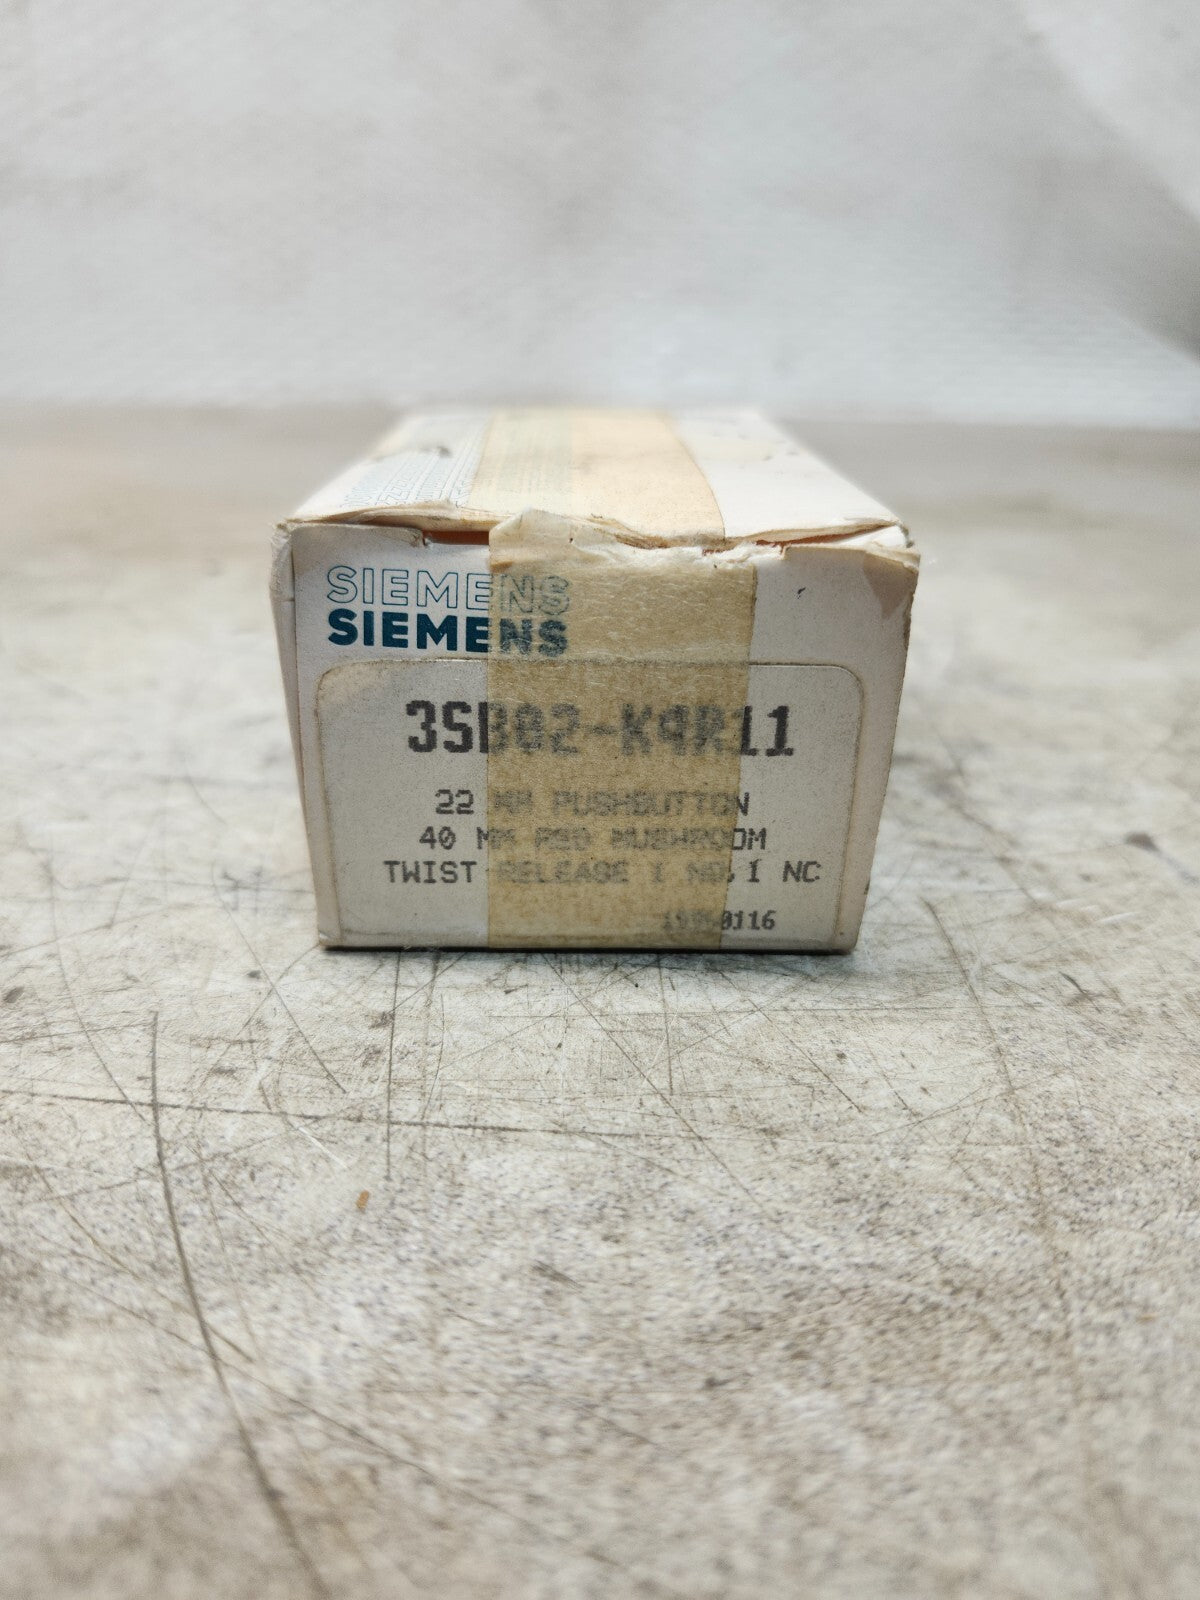 SIEMENS
SIEMENS
3SB02-K4R11
22 MM PUSHBUTTON
40 MM RED MUSHROOM
TWIST RELEASE 1 NO,1 NC